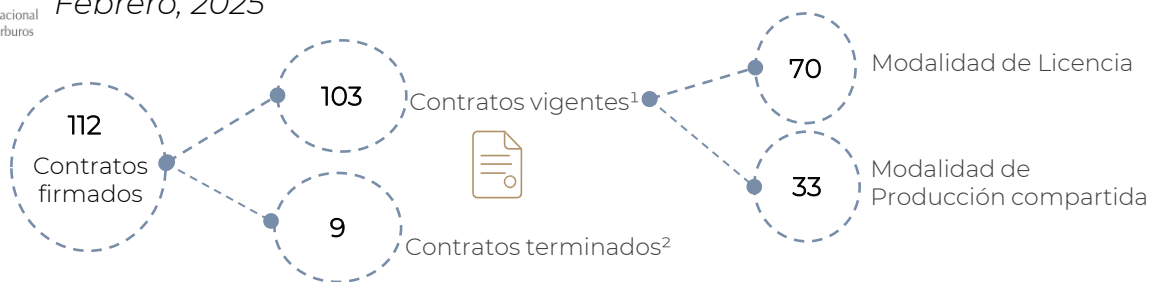 acional
rburos
Febrero, 2025
112
Contratos
firmados
103
Contratos vigentes¹
9
Contratos terminados²
70
Modalidad de Licencia
33
Modalidad de
Producción compartida